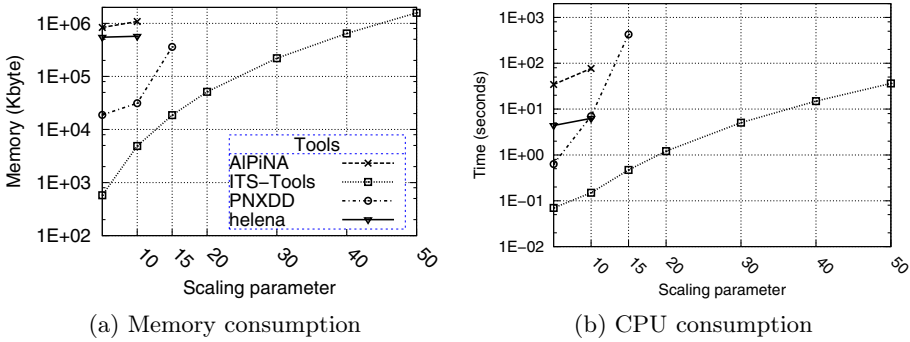 1E+06
1E+05
1E+04
1E+03
1E+02
Memory (Kbyte)
Tools
AlPiNA
ITS−Tools
PNXDD
helena
10
15
20
30
40
50
Scaling parameter
(a) Memory consumption
1E+03
1E+02
1E+01
1E+00
1E−01
1E−02
Time (seconds)
10
15
20
30
40
50
Scaling parameter
(b) CPU consumption